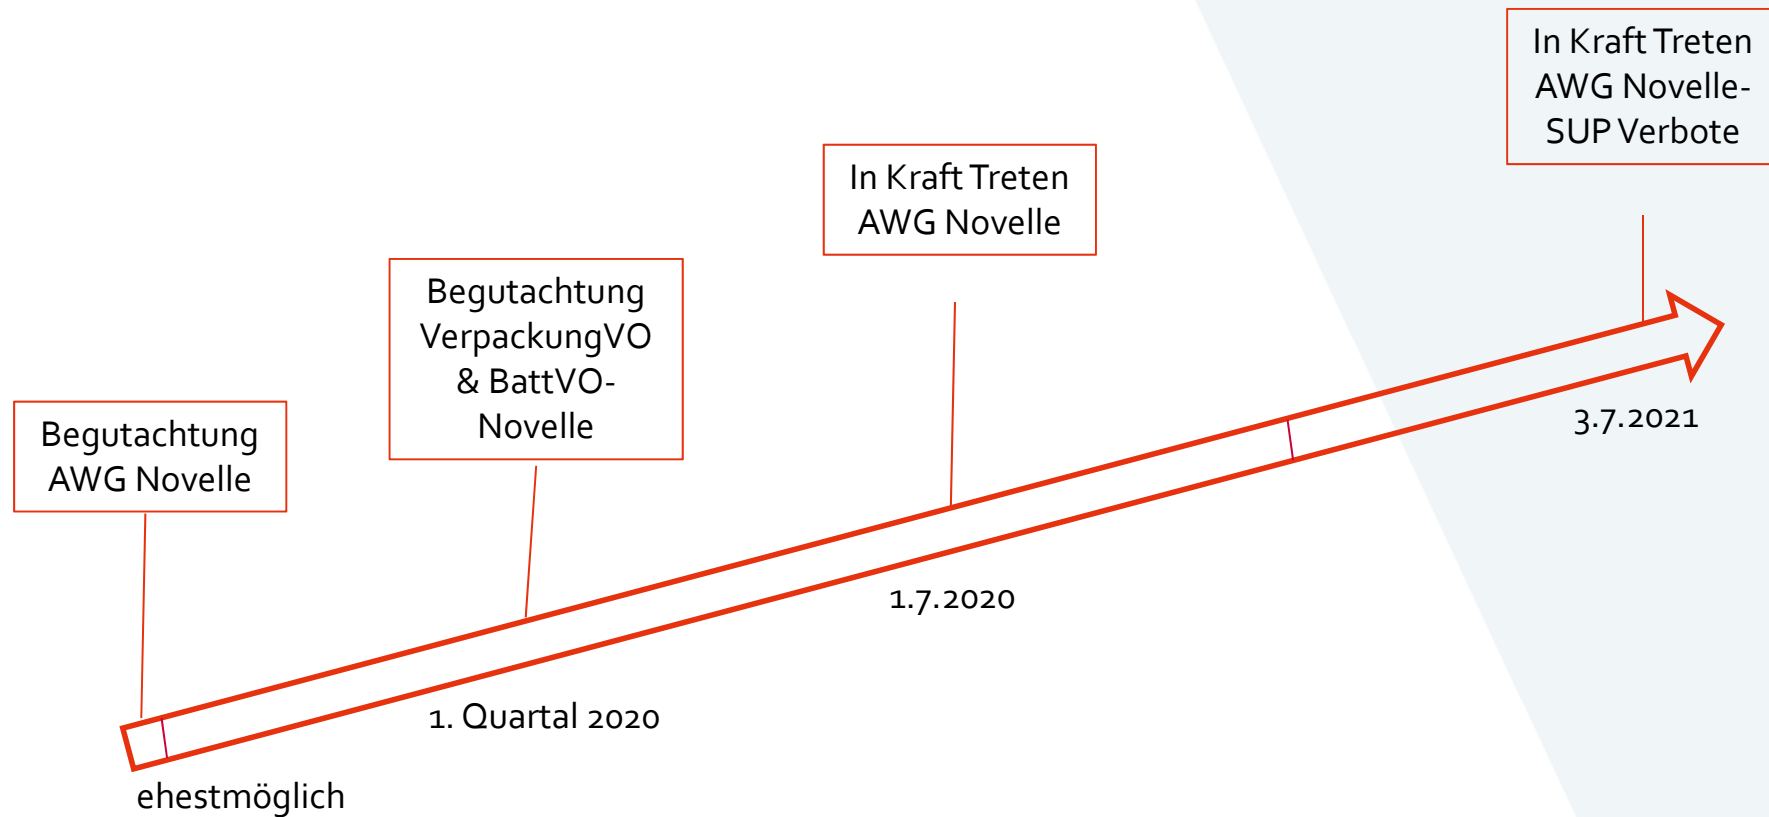 Begutachtung
AWG Novelle
ehestmöglich
Begutachtung
VerpackungVO
& BattVO-
Novelle
1. Quartal 2020
In Kraft Treten
AWG Novelle
1.7.2020
In Kraft Treten
AWG Novelle-
SUP Verbote
3.7.2021